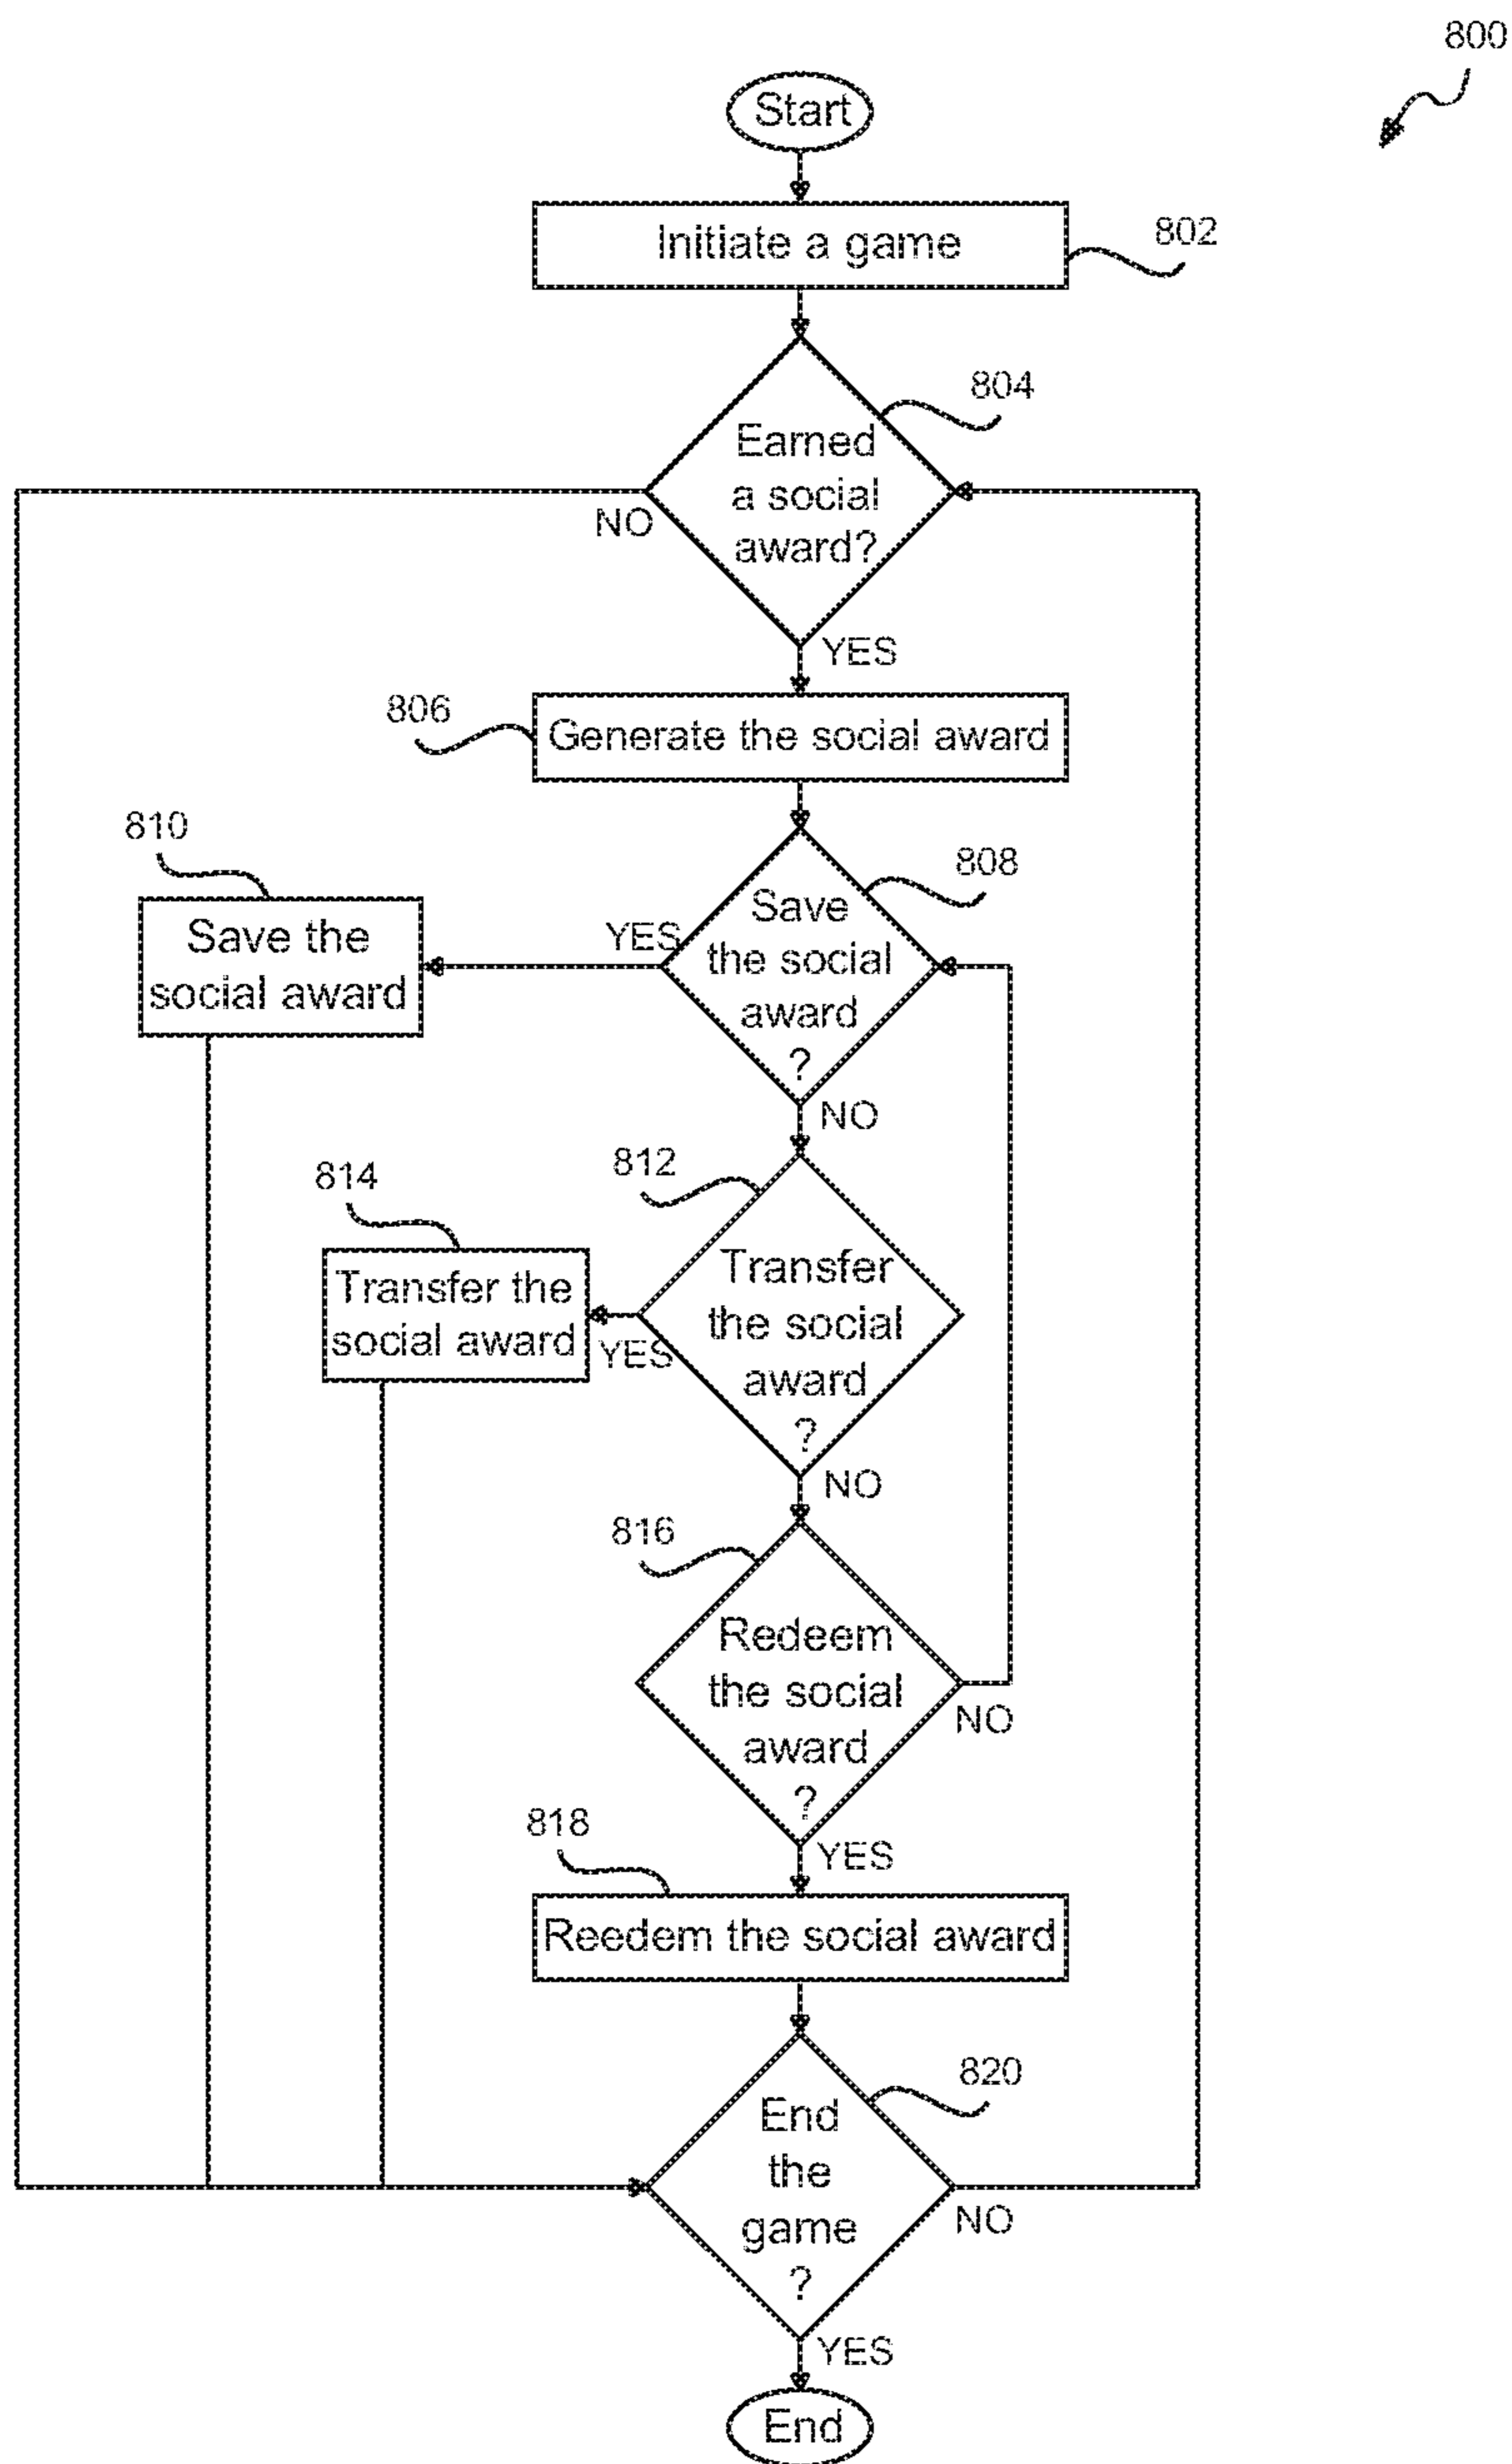 800
Start
Initiate a game
802
804
Earned
a social
award?
NO
YES
806
Generate the social award
810
808
Save the
social award
YES
Save
the social
award
?
NO
812
814
Transfer the
social award
YES
Transfer
the social
award
?
NO
816
Redeem
the social
award
?
NO
818
YES
Reedem the social award
820
End
the
game
?
NO
YES
End